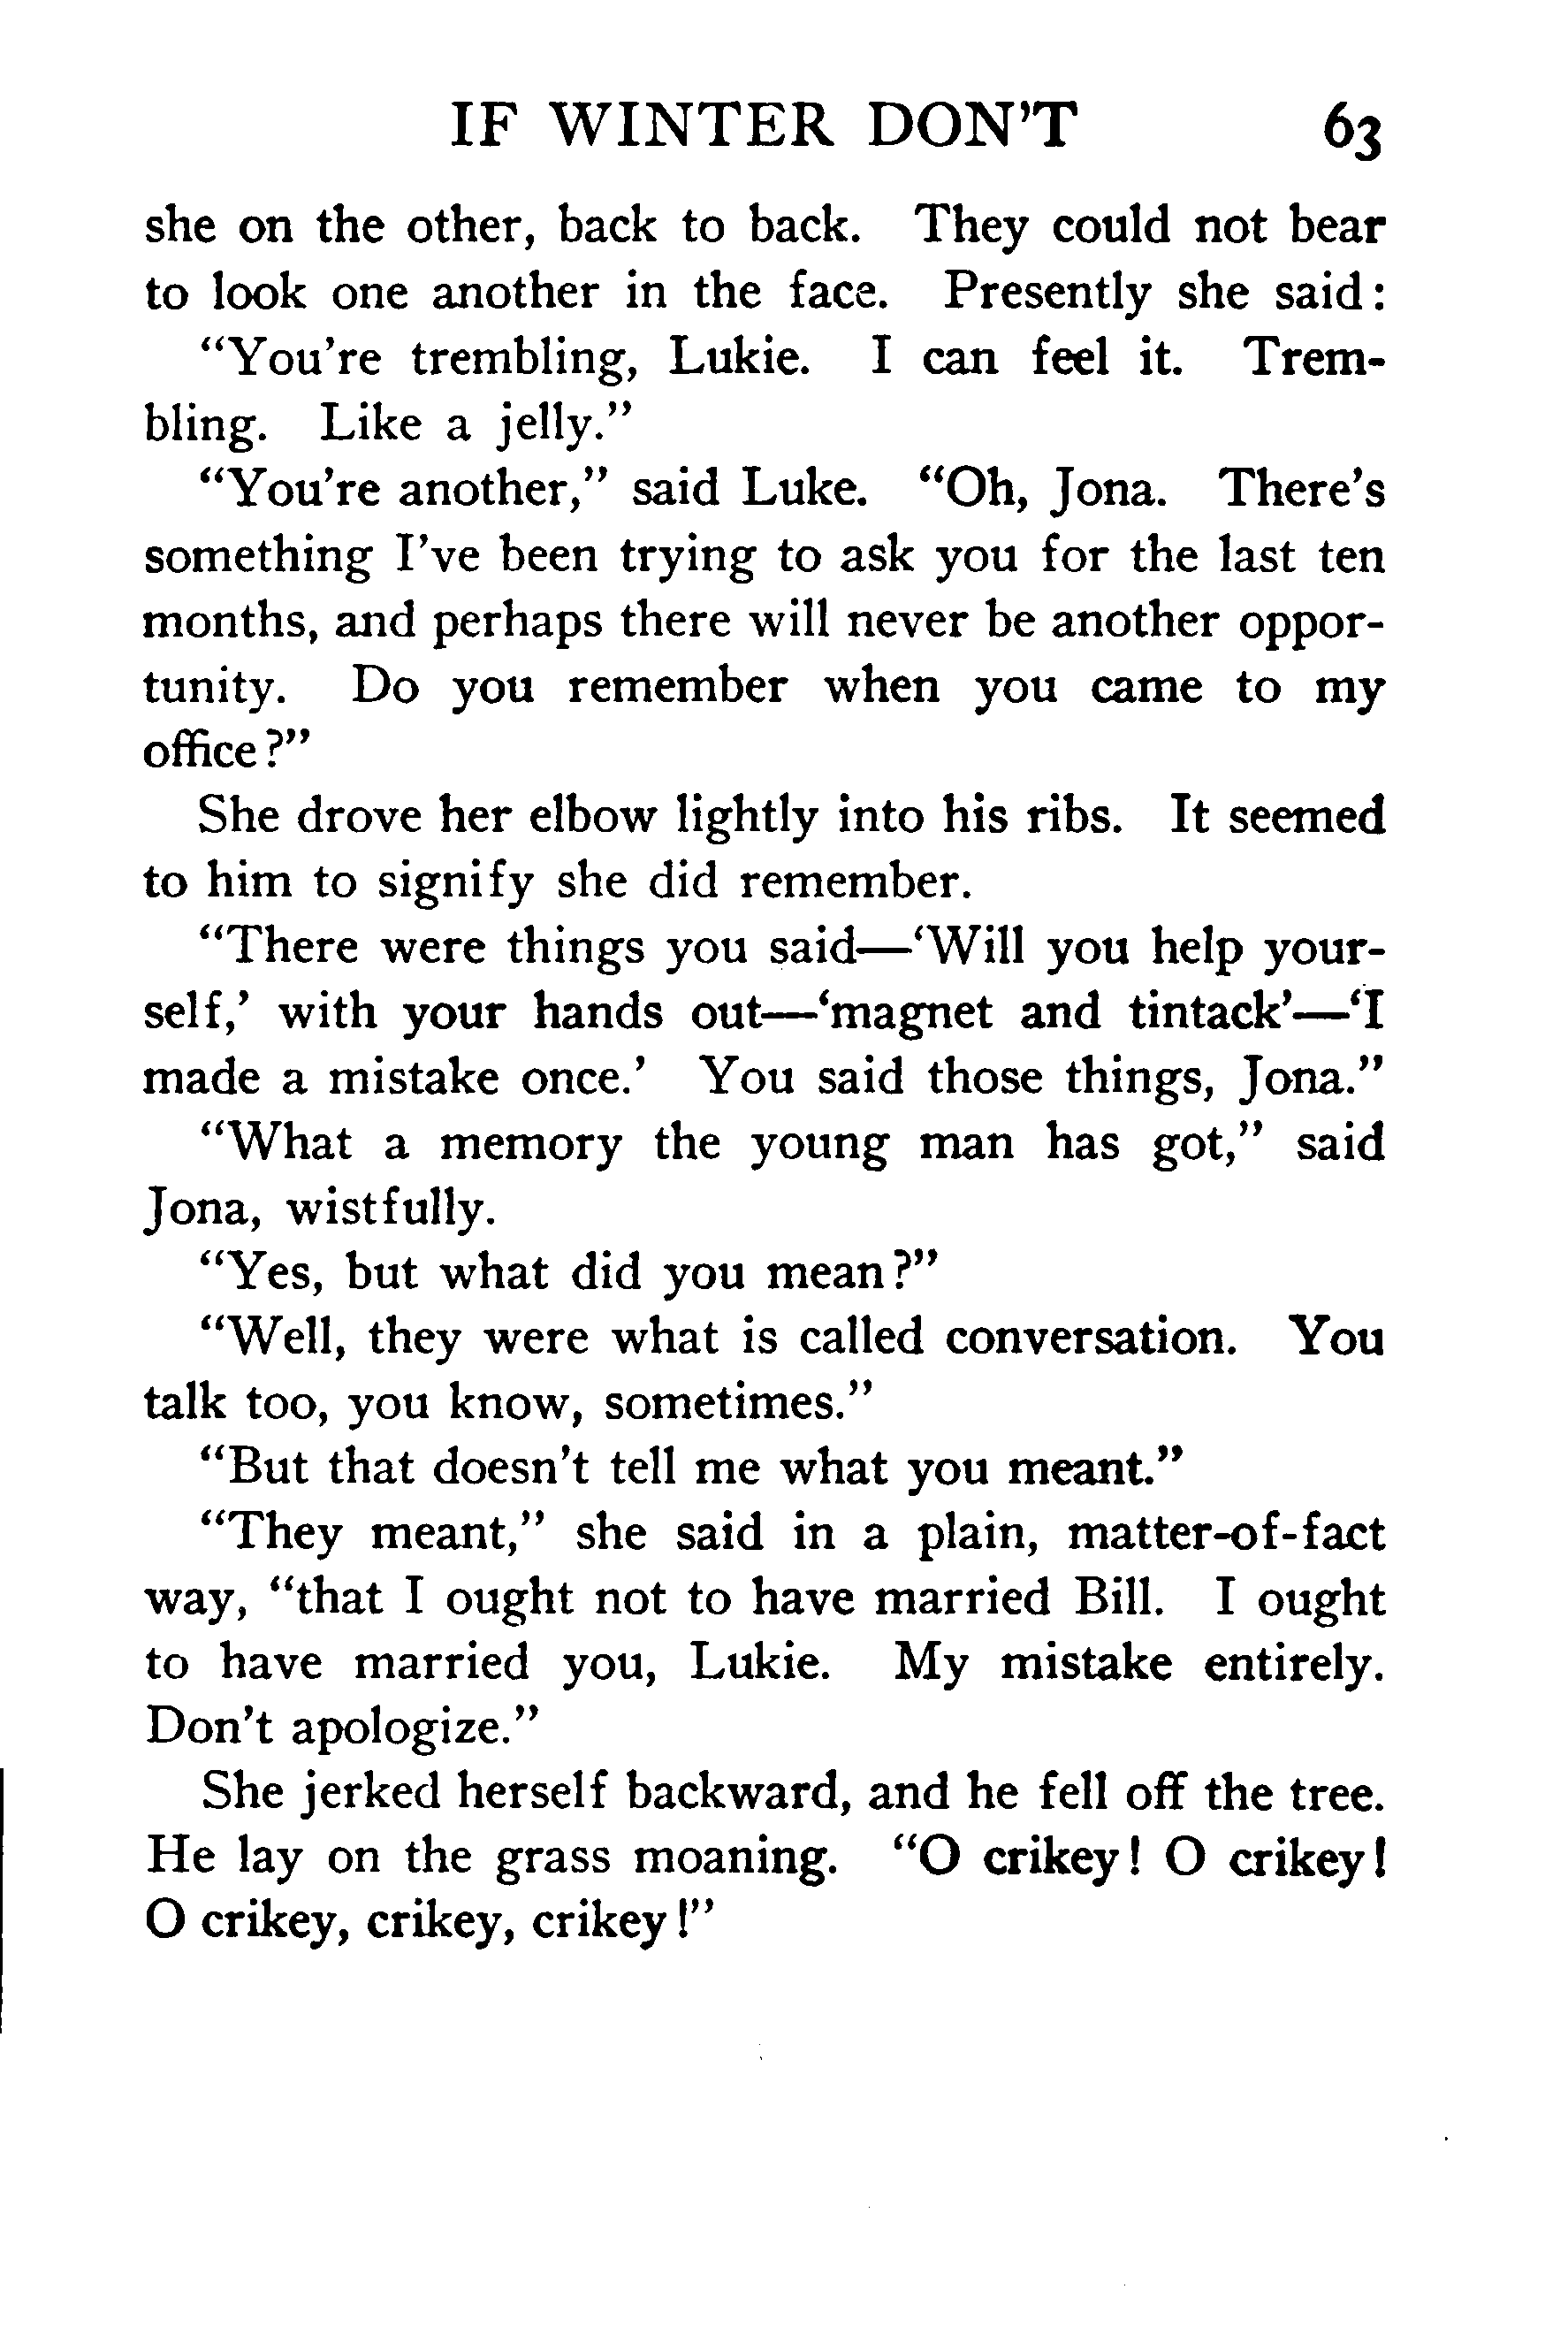 IF WINTER DON'T 63
she on the other, back to back. They could not bear
to look one another in the face. Presently she said:
"You're trembling, Lukie. I can feel it. Trem-
bling. Like a jelly."
"You're another," said Luke. "Oh, Jona. There's
something I've been trying to ask you for the last ten
months, and perhaps there will never be another oppor-
tunity. Do you remember when you came to my
office?"
She drove her elbow lightly into his ribs. It seemed
to him to signify she did remember.
"There were things you said—'Will you help your-
self,' with your hands out—'magnet and tintack'—'I
made a mistake once.' You said those things, Jona."
"What a memory the young man has got," said
Jona, wistfully.
"Yes, but what did you mean?"
"Well, they were what is called conversation. You
talk too, you know, sometimes."
"But that doesn't tell me what you meant."
"They meant," she said in a plain, matter-of-fact
way, "that I ought not to have married Bill. I ought
to have married you, Lukie. My mistake entirely.
Don't apologize."
She jerked herself backward, and he fell off the tree.
He lay on the grass moaning. "O crikey! O crikey!
O crikey, crikey, crikey!"